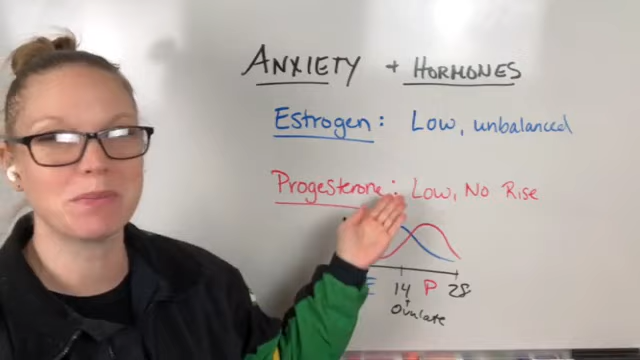 ANXIETY + HORMONES
Estrogen: Low, unbalanced
Progesterone: Low, No Rise
E 14 P 28
Ovulate